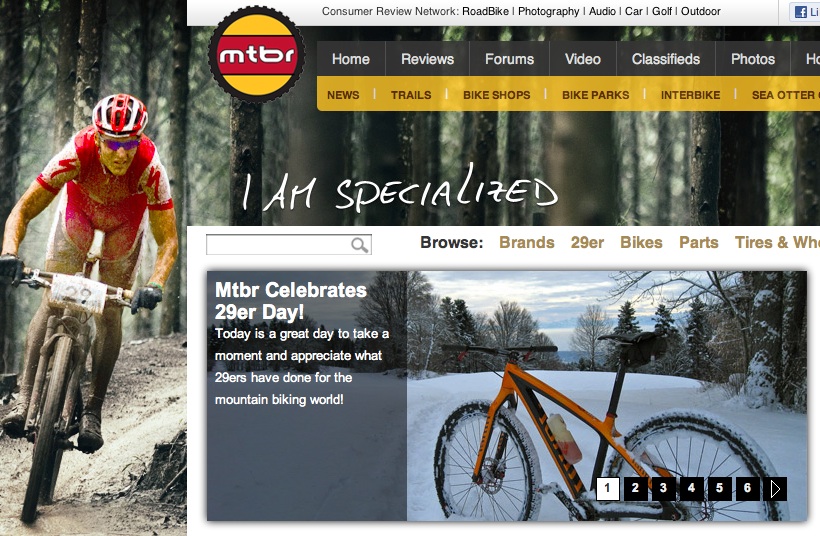 Consumer Review Network: RoadBike | Photography | Audio | Car | Golf | Outdoor
Li
mtbr
Home Reviews Forums Video Classifieds Photos Ho
NEWS | TRAILS | BIKE SHOPS | BIKE PARKS | INTERBIKE | SEA OTTER
I AM SPECIALIZED
Browse: Brands 29er Bikes Parts Tires & Whe
Mtbr Celebrates
29er Day!
Today is a great day to take a
moment and appreciate what
29ers have done for the
mountain biking world!
1 2 3 4 5 6